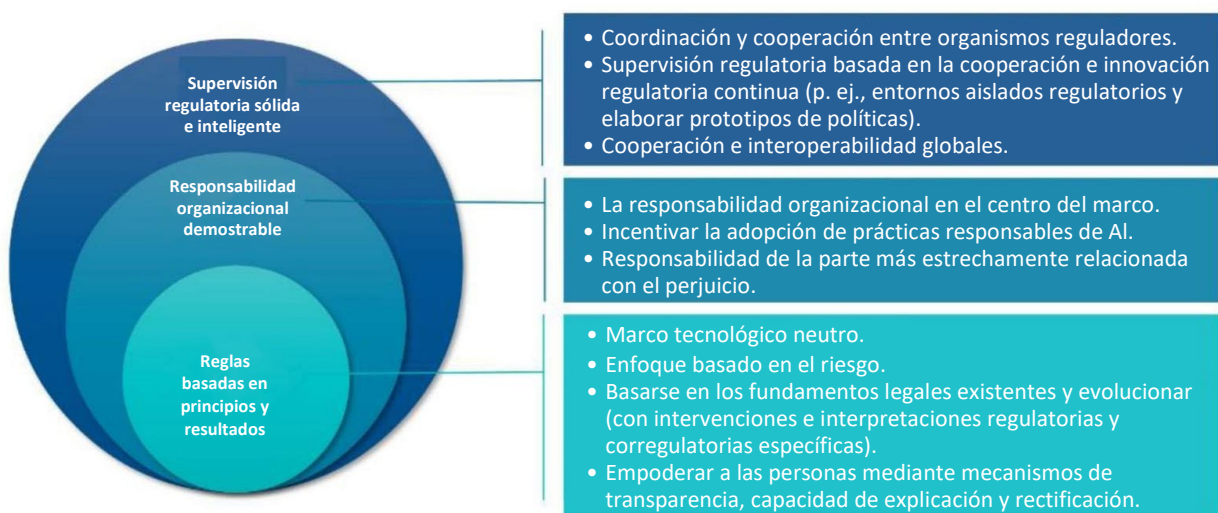 Supervisión
regulatoria sólida
e inteligente
• Coordinación y cooperación entre organismos reguladores.
• Supervisión regulatoria basada en la cooperación e innovación
regulatoria continua (p. ej., entornos aislados regulatorios y
elaborar prototipos de políticas).
• Cooperación e interoperabilidad globales.
Responsabilidad
organizacional
demostrable
• La responsabilidad organizacional en el centro del marco.
• Incentivar la adopción de prácticas responsables de AI.
• Responsabilidad de la parte más estrechamente relacionada
con el perjuicio.
Reglas
basadas en
principios y
resultados
• Marco tecnológico neutro.
• Enfoque basado en el riesgo.
• Basarse en los fundamentos legales existentes y evolucionar
(con intervenciones e interpretaciones regulatorias y
corregulatorias específicas).
• Empoderar a las personas mediante mecanismos de
transparencia, capacidad de explicación y rectificación.